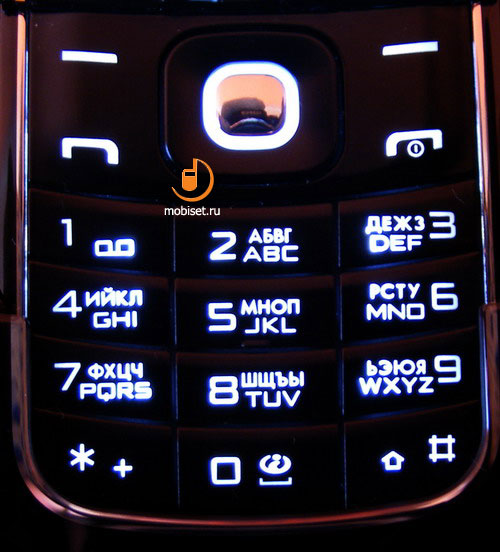 mobiset.ru
1
2 АБВГ
ABC
ДЕЖЗ 3
DEF
4 ИЙКЛ
GHI
5 МНОП
JKL
РСТУ 6
MNO
7 ФХЦЧ
PQRS
8 ШЩЪЫ
TUV
ЬЭЮЯ 9
WXYZ
* +
0
#